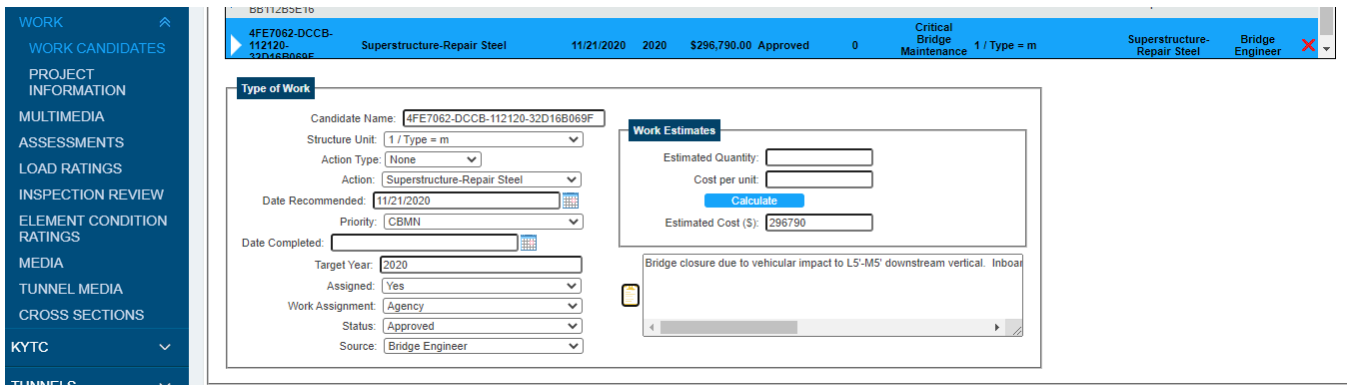 WORK
WORK CANDIDATES
PROJECT
INFORMATION
MULTIMEDIA
ASSESSMENTS
LOAD RATINGS
INSPECTION REVIEW
ELEMENT CONDITION
RATINGS
MEDIA
TUNNEL MEDIA
CROSS SECTIONS
KYTC
TUNNELS
BB112B5E16
4FE7062-DCCB-
112120-
32D16B069F
Superstructure-Repair Steel
11/21/2020
2020
$296,790.00 Approved
0
Critical
Bridge
Maintenance
1 / Type = m
Superstructure-
Repair Steel
Bridge
Engineer
Type of Work
Candidate Name: 4FE7062-DCCB-112120-32D16B069F
Structure Unit: 1 / Type = m
Action Type: None
Action: Superstructure-Repair Steel
Date Recommended: 11/21/2020
Priority: CBMN
Date Completed:
Target Year: 2020
Assigned: Yes
Work Assignment: Agency
Status: Approved
Source: Bridge Engineer
Work Estimates
Estimated Quantity:
Cost per unit:
Calculate
Estimated Cost ($): 296790
Bridge closure due to vehicular impact to L5'-M5' downstream vertical. Inboar